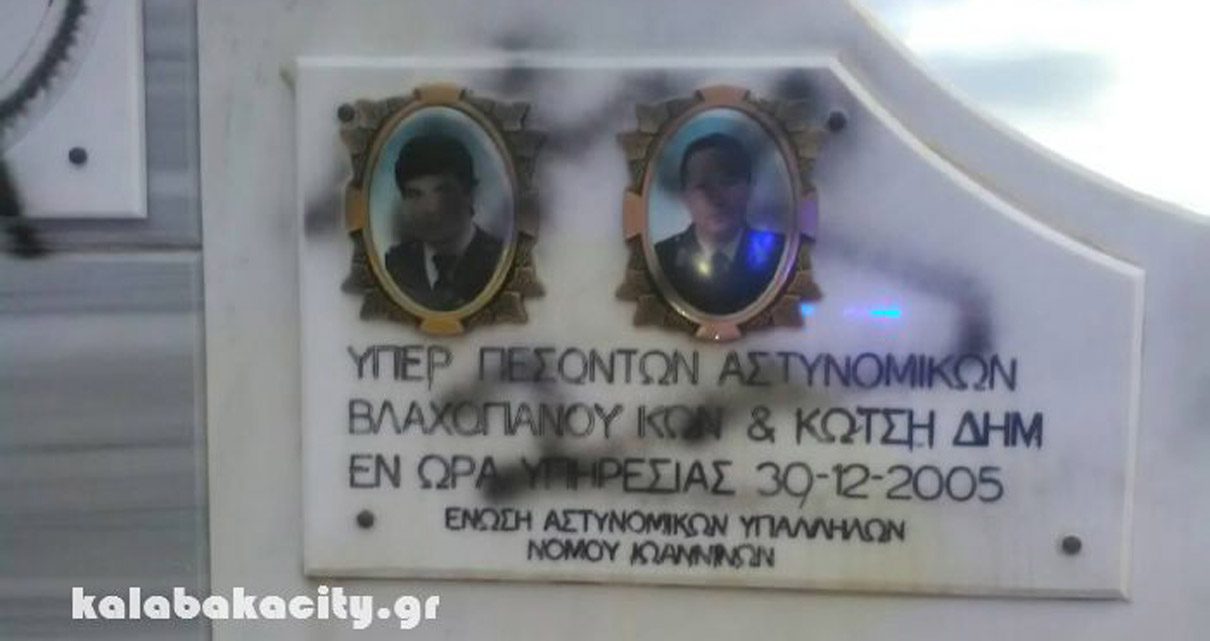 ΥΠΕΡ ΠΕΣΟΝΤΩΝ ΑΣΤΥΝΟΜΙΚΩΝ
ΒΛΑΧΟΠΑΝΟΥ ΚΩΝ & ΚΩΤΣΗ ΔΗΜ
ΕΝ ΩΡΑ ΥΠΗΡΕΣΙΑΣ 30-12-2005
ΕΝΩΣΗ ΑΣΤΥΝΟΜΙΚΩΝ ΥΠΑΛΛΗΛΩΝ
ΝΟΜΟΥ ΙΩΑΝΝΙΝΩΝ
kalabakacity.gr